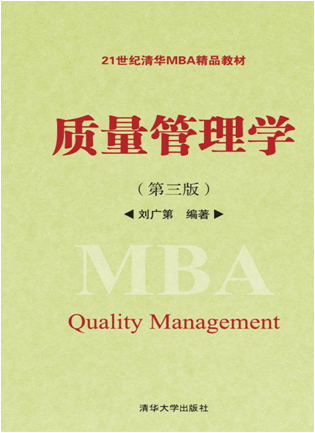 21世纪清华MBA精品教材
质量管理学
（第三版）
◀ 刘广第 编著 ▶
MBA
Quality Management
清华大学出版社